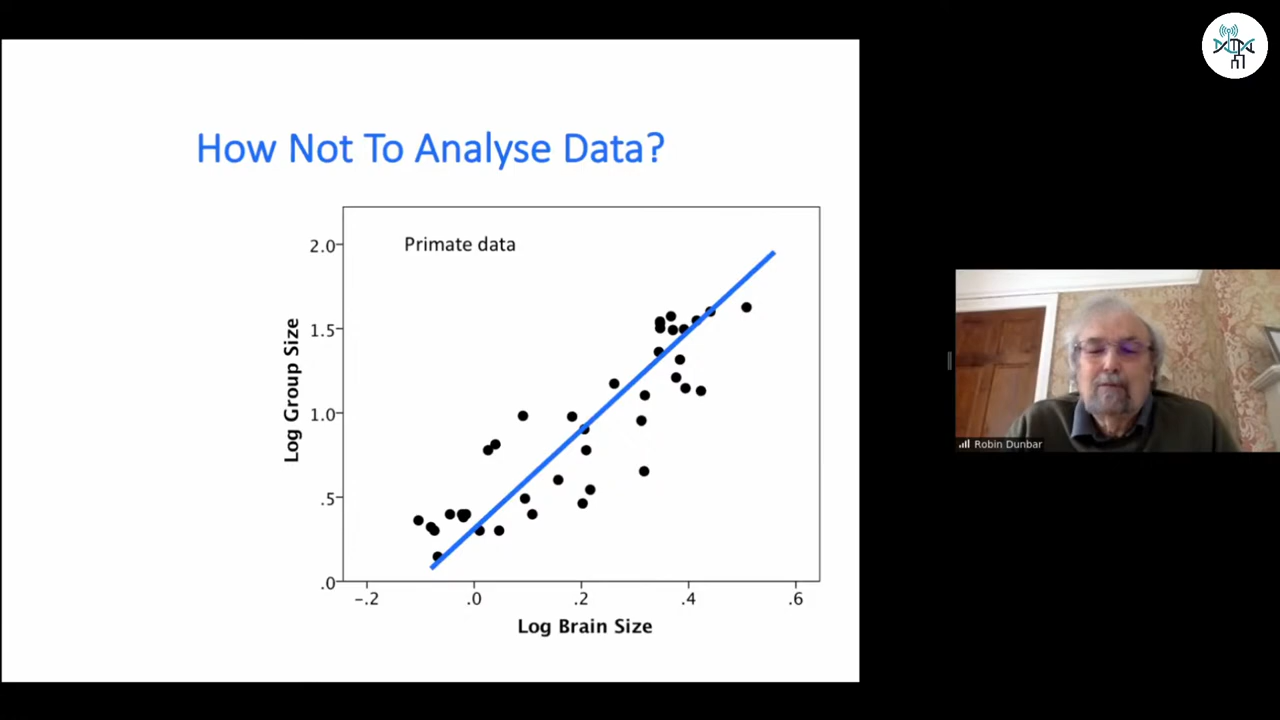 How Not To Analyse Data?
Primate data
2.0
1.5
1.0
.5
.0
-.2
.0
.2
.4
.6
Log Group Size
Log Brain Size
Robin Dunbar